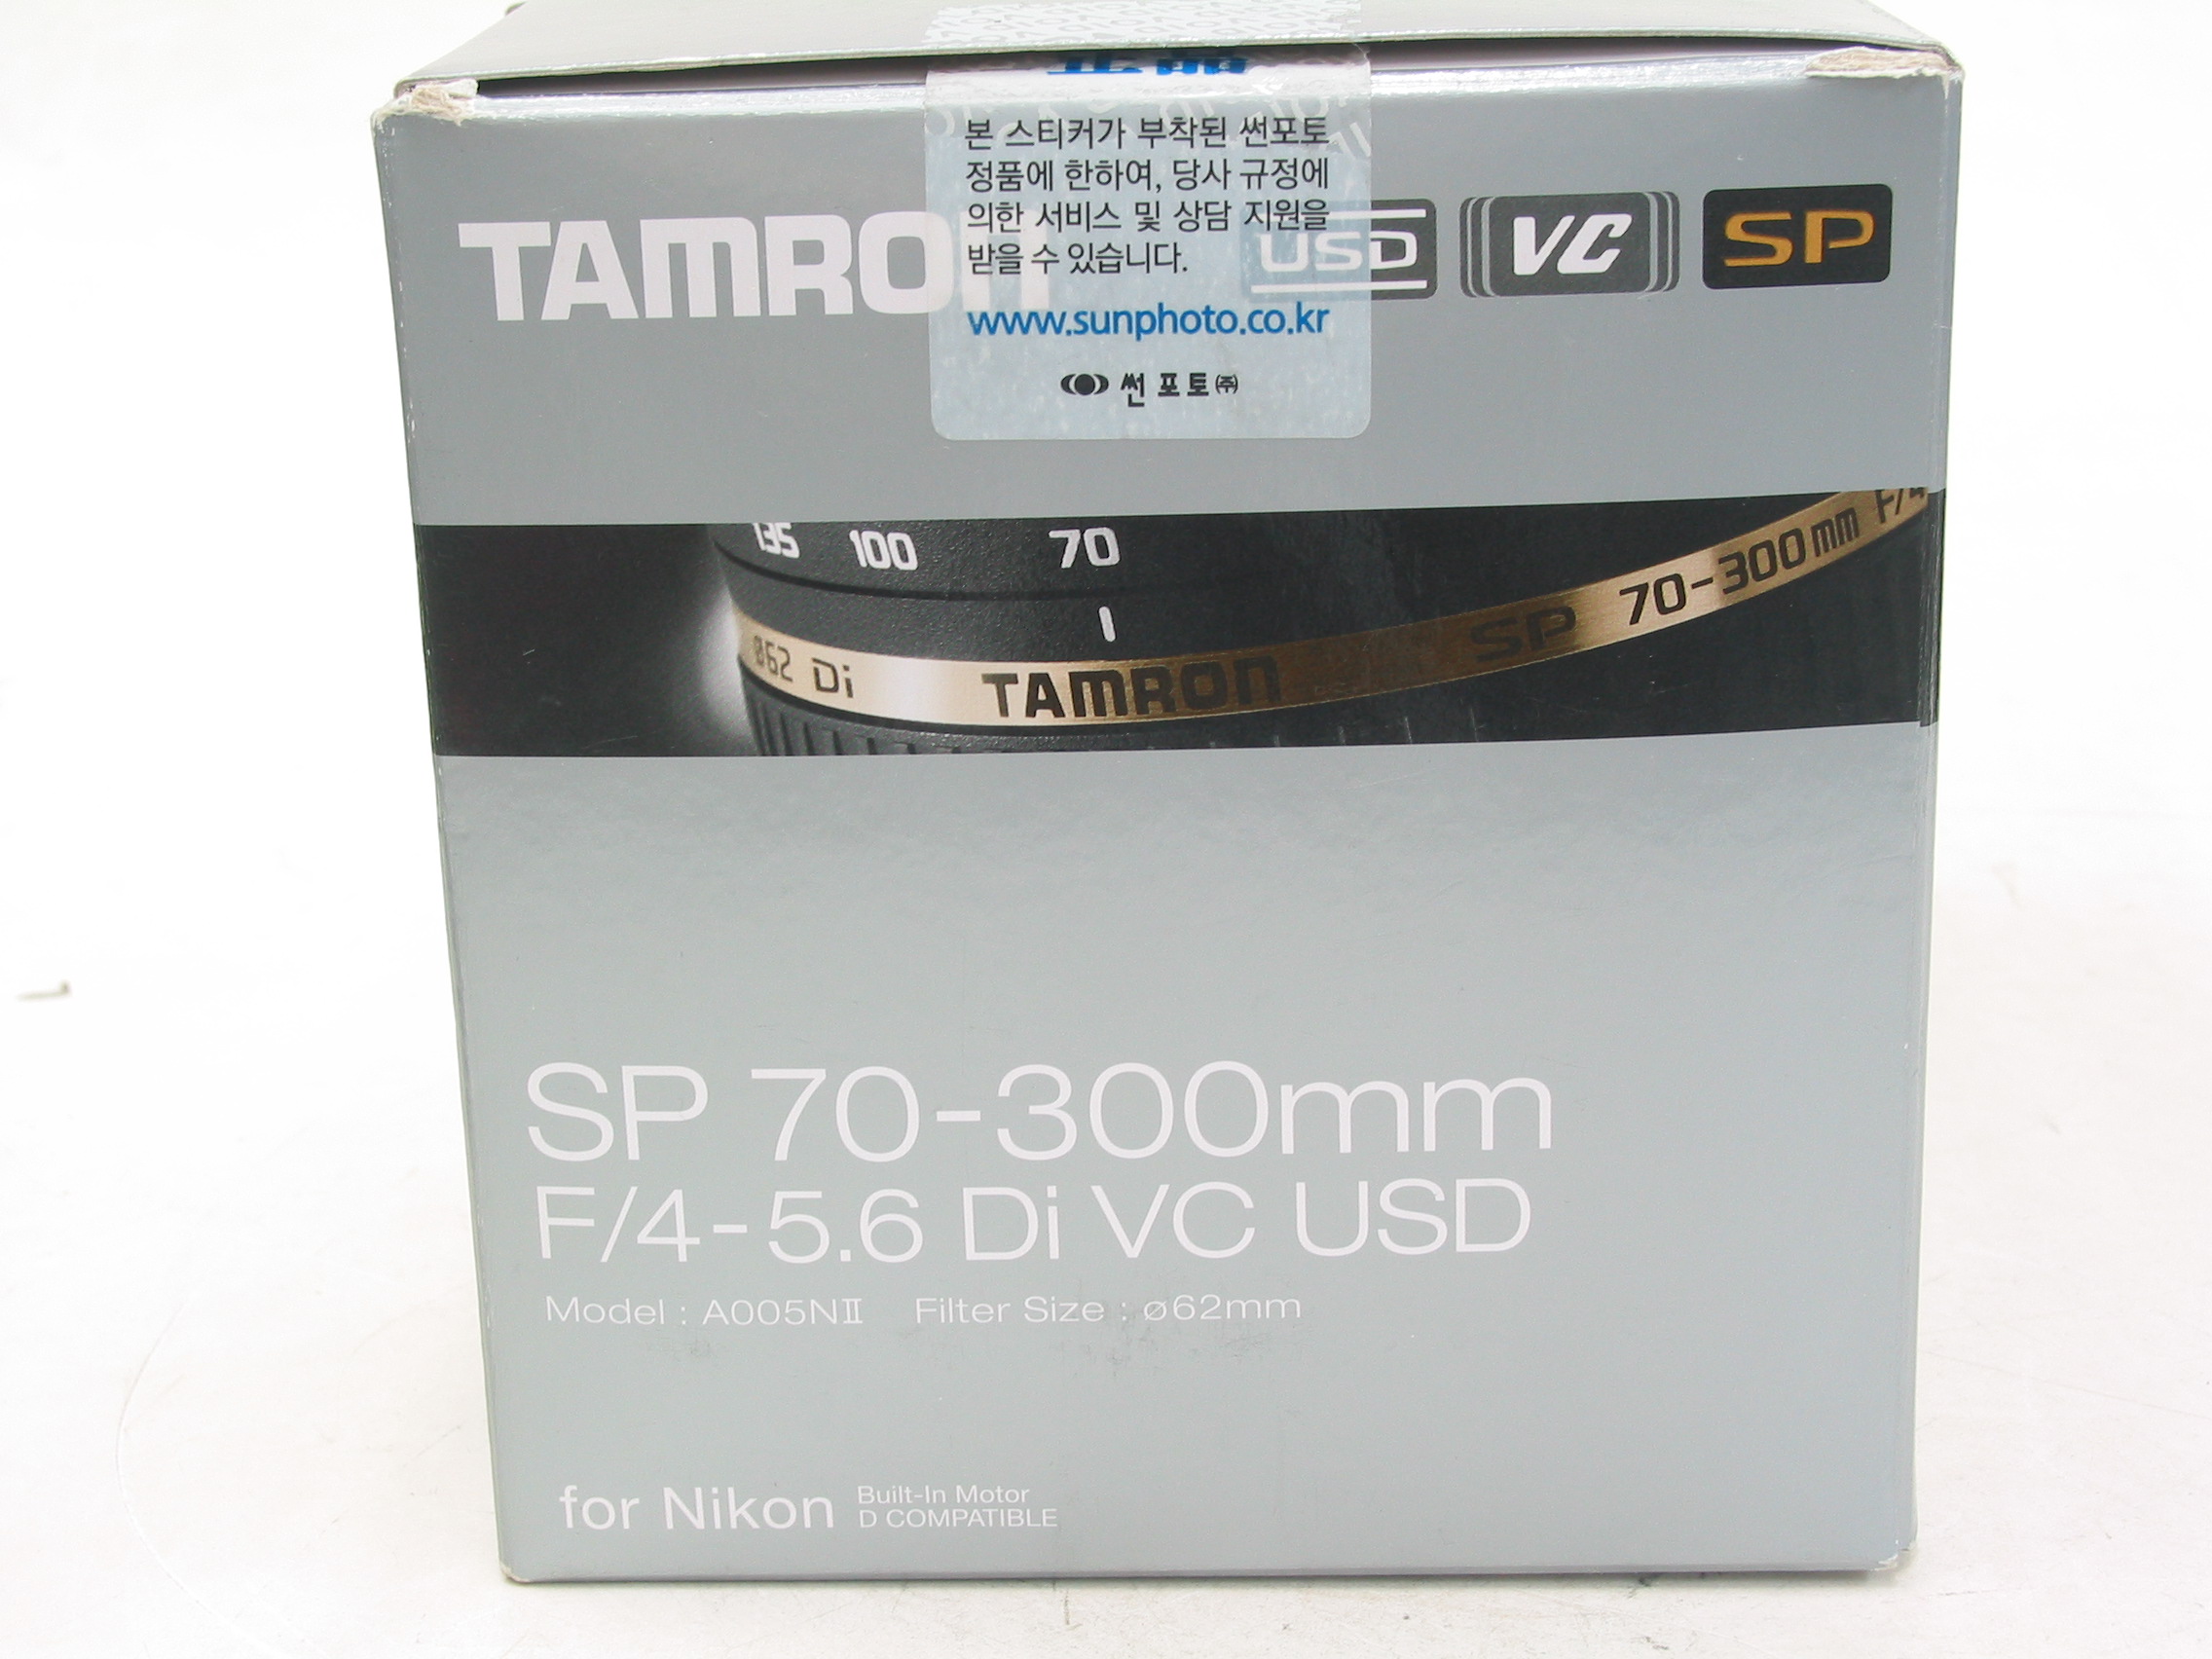 본 스티커가 부착된 썬포토
정품에 한하여, 당사 규정에
의한 서비스 및 상담 지원을
받을 수 있습니다.
www.sunphoto.co.kr
썬포토㈜
TAMRON USD VC SP
135 100 70
ø62 Di TAMRON SP 70-300mm F/4
SP 70-300mm
F/4-5.6 Di VC USD
Model : A005NⅡ Filter Size : ø62mm
for Nikon Built-In Motor
D COMPATIBLE